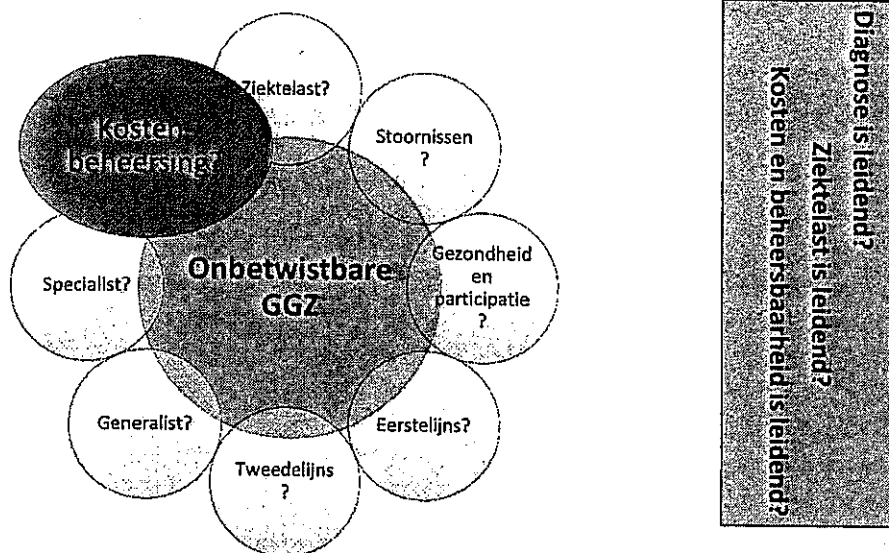 Ziektelast?
Kosten-
beheersing?
Stoornissen
?
Gezondheid
en
participatie
?
Onbetwistbare
GGZ
Specialist?
Generalist?
Eerstelijns?
Tweedelijns
?
Diagnose is leidend?
Ziektelast is leidend?
Kosten en beheersbaarheid is leidend?